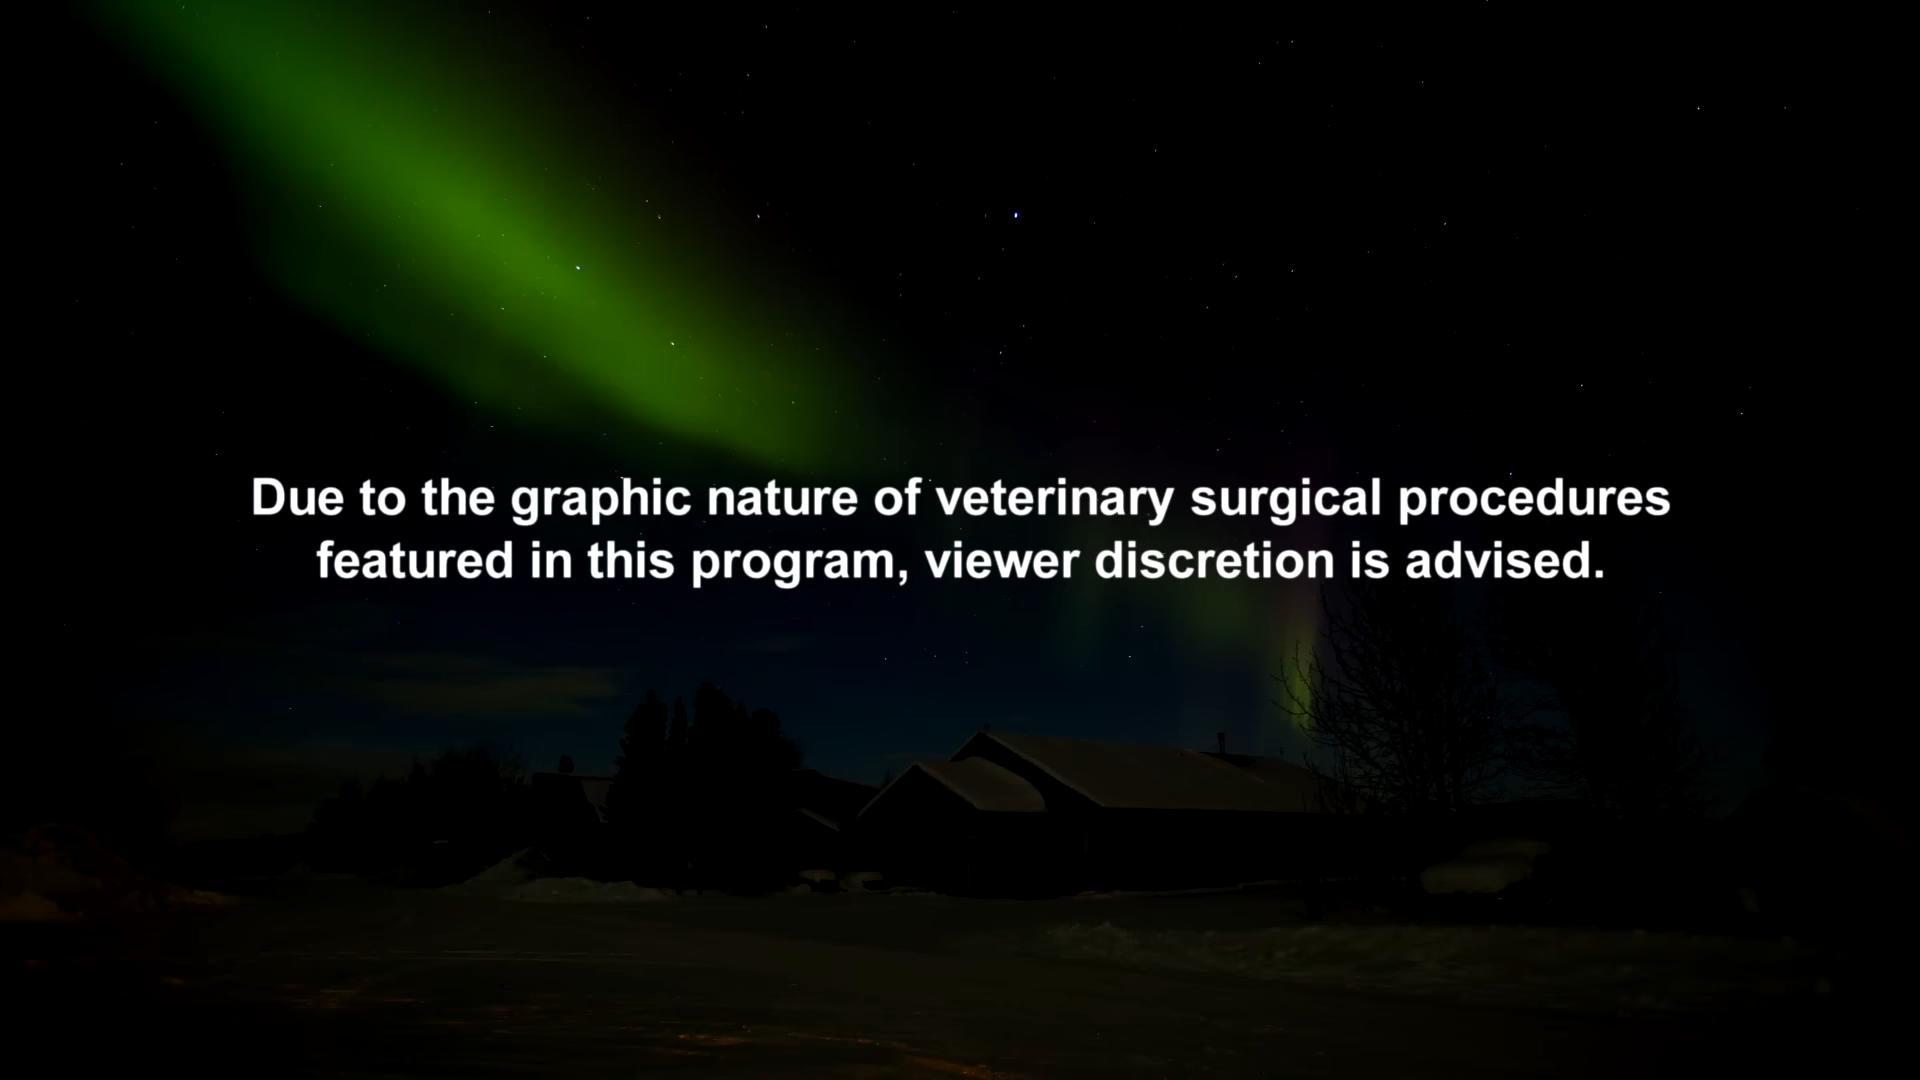 Due to the graphic nature of veterinary surgical procedures
featured in this program, viewer discretion is advised.